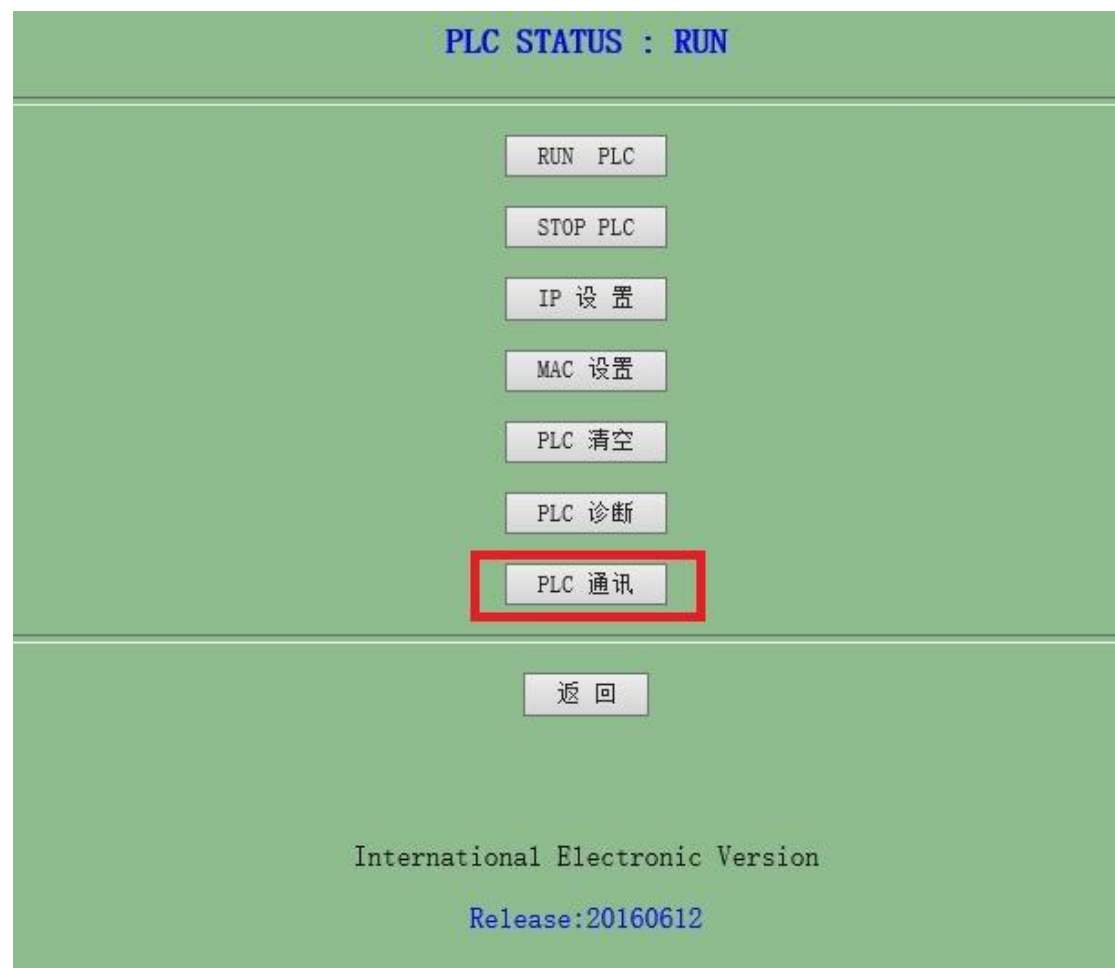 PLC STATUS : RUN
RUN PLC
STOP PLC
IP 设 置
MAC 设置
PLC 清空
PLC 诊断
PLC 通讯
返 回
International Electronic Version
Release:20160612